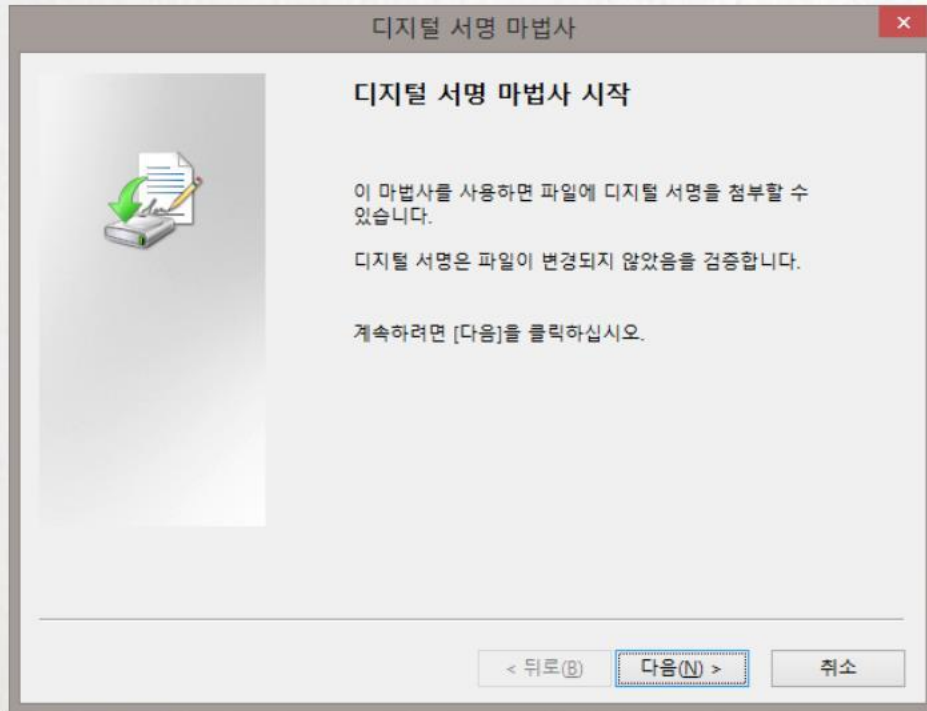 디지털 서명 마법사
디지털 서명 마법사 시작
이 마법사를 사용하면 파일에 디지털 서명을 첨부할 수
있습니다.
디지털 서명은 파일이 변경되지 않았음을 검증합니다.
계속하려면 [다음]을 클릭하십시오.
< 뒤로(B) 다음(N) > 취소